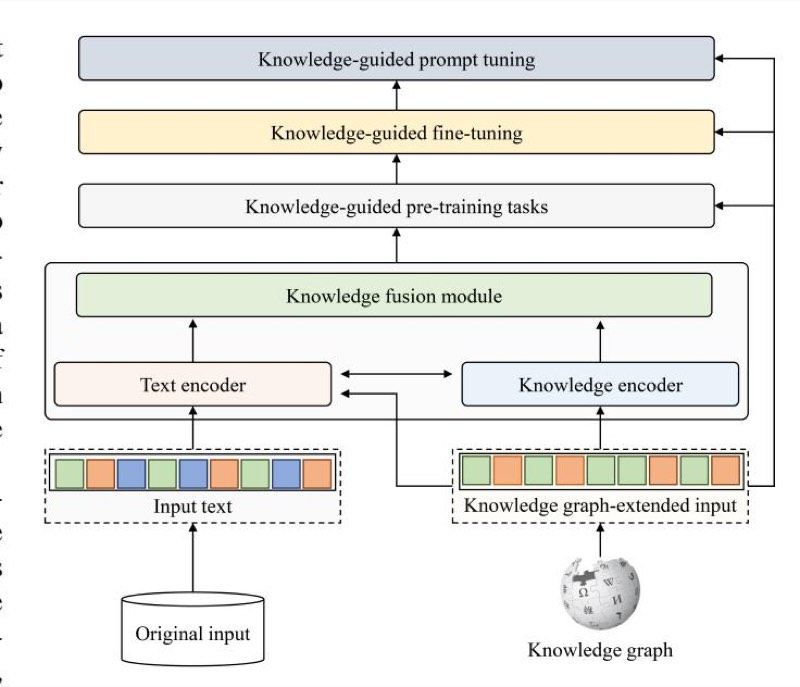 Knowledge-guided prompt tuning
Knowledge-guided fine-tuning
Knowledge-guided pre-training tasks
Knowledge fusion module
Text encoder
Knowledge encoder
Input text
Knowledge graph-extended input
Original input
Ω
W
И
維
Knowledge graph